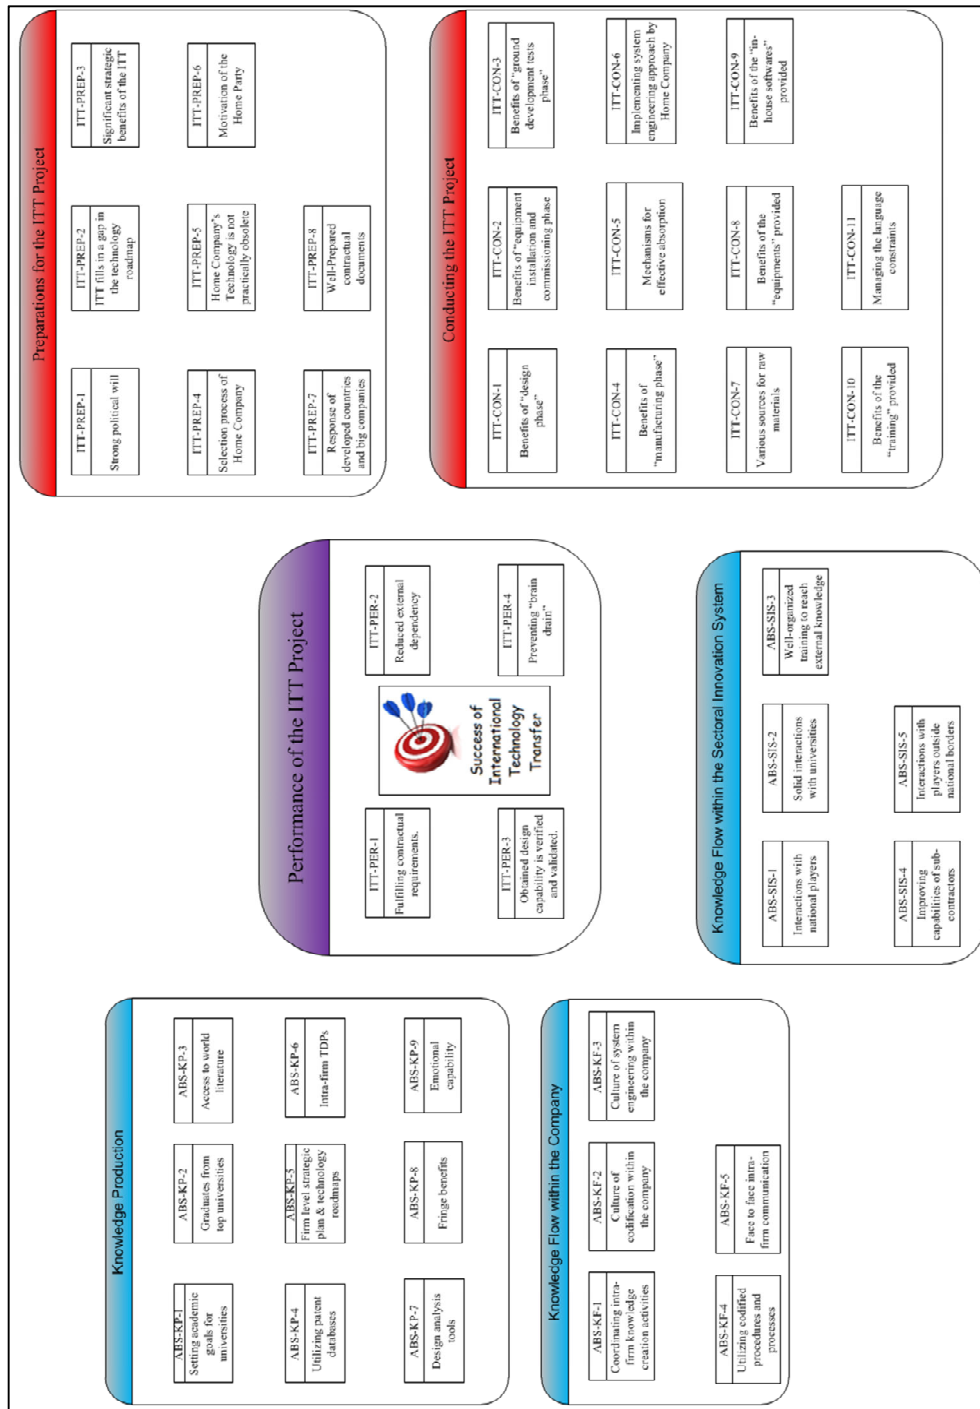 Knowledge Production
ABS-KP-1
Setting academic
goals for
universities
ABS-KP-2
Graduates from
top universities
ABS-KP-3
Access to world
literature
ABS-KP-4
Utilizing patent
databases
ABS-KP-5
Firm level strategic
plan & technology
roadmaps
ABS-KP-6
Intra-firm TDPs
ABS-KP-7
Design analysis
tools
ABS-KP-8
Fringe benefits
ABS-KP-9
Emotional
capability
Knowledge Flow within the Company
ABS-KF-1
Coordinating intra-
firm knowledge
creation activities
ABS-KF-2
Culture of
codification within
the company
ABS-KF-3
Culture of system
engineering within
the company
ABS-KF-4
Utilizing codified
procedures and
processes
ABS-KF-5
Face to face intra-
firm communication
Performance of the ITT Project
ITT-PER-1
Fulfilling contractual
requirements.
ITT-PER-2
Reduced external
dependency
Success of
International
Technology
Transfer
ITT-PER-3
Obtained design
capability is verified
and validated.
ITT-PER-4
Preventing "brain
drain"
Knowledge Flow within the Sectoral Innovation System
ABS-SIS-1
Interactions with
national players
ABS-SIS-2
Solid interactions
with universities
ABS-SIS-3
Well-organized
training to reach
external knowledge
ABS-SIS-4
Improving
capabilities of sub-
contractors
ABS-SIS-5
Interactions with
players outside
national borders
Preparations for the ITT Project
ITT-PREP-1
Strong political will
ITT-PREP-2
ITT fills in a gap in
the technology
roadmap
ITT-PREP-3
Significant strategic
benefits of the ITT
ITT-PREP-4
Selection process of
Home Company
ITT-PREP-5
Home Company's
Technology is not
practically obsolete
ITT-PREP-6
Motivation of the
Home Party
ITT-PREP-7
Response of
developed countries
and big companies
ITT-PREP-8
Well-Prepared
contractual
documents
Conducting the ITT Project
ITT-CON-1
Benefits of "design
phase"
ITT-CON-2
Benefits of "equipment
installation and
commissioning phase
ITT-CON-3
Benefits of "ground
development tests
phase"
ITT-CON-4
Benefits of
"manufacturing phase"
ITT-CON-5
Mechanisms for
effective absorption
ITT-CON-6
Implementing system
engineering approach by
Home Company
ITT-CON-7
Various sources for raw
materials
ITT-CON-8
Benefits of the
"equipments" provided
ITT-CON-9
Benefits of the "in-
house softwares"
provided
ITT-CON-10
Benefits of the
"training" provided
ITT-CON-11
Managing the language
constraints